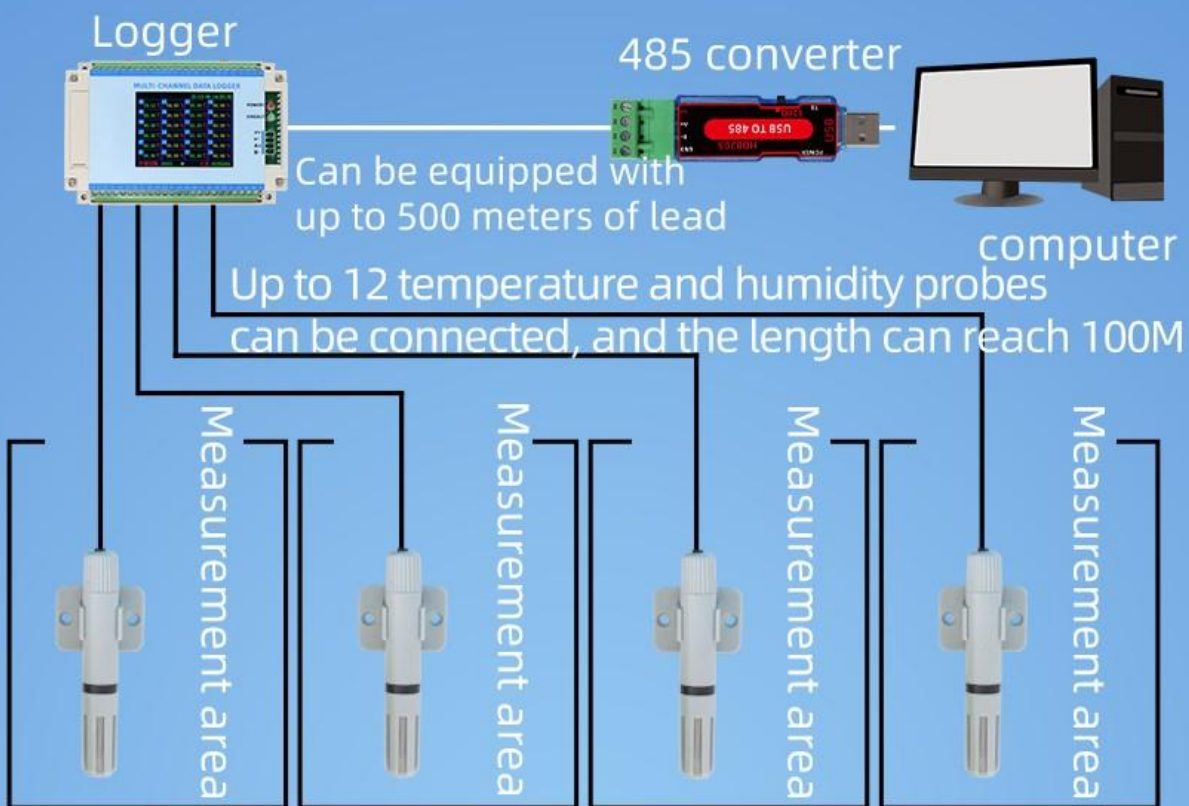 Logger
485 converter
MULTI-CHANNEL DATA LOGGER
USB TO 485
POWER
USB
Can be equipped with
up to 500 meters of lead
computer
Up to 12 temperature and humidity probes
can be connected, and the length can reach 100M
Measurement area
Measurement area
Measurement area
Measurement area